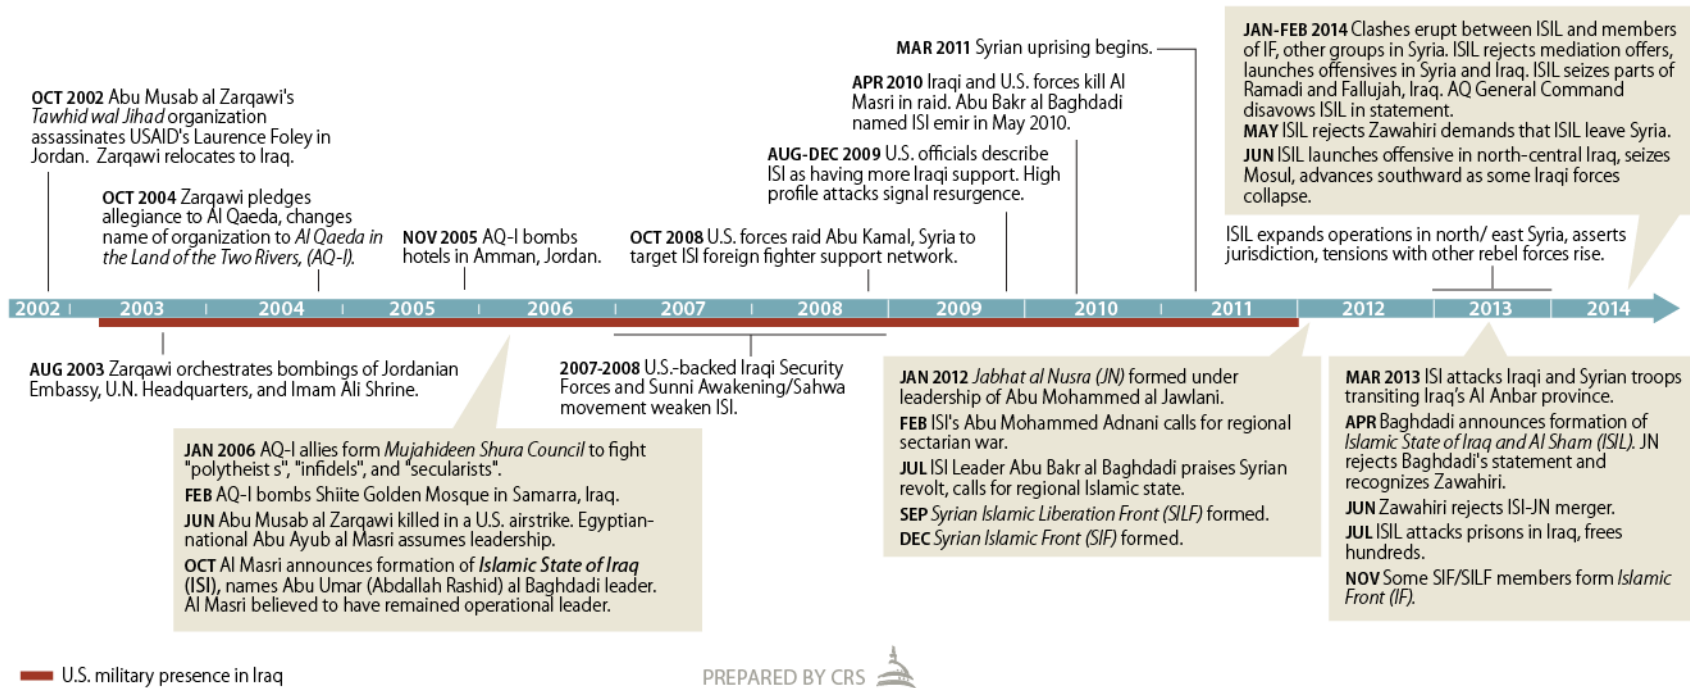 OCT 2002 Abu Musab al Zarqawi's
Tawhid wal Jihad organization
assassinates USAID's Laurence Foley in
Jordan.  Zarqawi relocates to Iraq.
OCT 2004 Zarqawi pledges
allegiance to Al Qaeda, changes
name of organization to Al Qaeda in
the Land of the Two Rivers, (AQ-I).
NOV 2005 AQ-I bombs
hotels in Amman, Jordan.
OCT 2008 U.S. forces raid Abu Kamal, Syria to
target ISI foreign fighter support network.
AUG-DEC 2009 U.S. officials describe
ISI as having more Iraqi support. High
profile attacks signal resurgence.
APR 2010 Iraqi and U.S. forces kill Al
Masri in raid. Abu Bakr al Baghdadi
named ISI emir in May 2010.
MAR 2011 Syrian uprising begins.
JAN-FEB 2014 Clashes erupt between ISIL and members
of IF, other groups in Syria. ISIL rejects mediation offers,
launches offensives in Syria and Iraq. ISIL seizes parts of
Ramadi and Fallujah, Iraq. AQ General Command
disavows ISIL in statement.
MAY ISIL rejects Zawahiri demands that ISIL leave Syria.
JUN ISIL launches offensive in north-central Iraq, seizes
Mosul, advances southward as some Iraqi forces
collapse.
ISIL expands operations in north/ east Syria, asserts
jurisdiction, tensions with other rebel forces rise.
2002 2003 2004 2005 2006 2007 2008 2009 2010 2011 2012 2013 2014
AUG 2003 Zarqawi orchestrates bombings of Jordanian
Embassy, U.N. Headquarters, and Imam Ali Shrine.
JAN 2006 AQ-I allies form Mujahideen Shura Council to fight
"polytheist s", "infidels", and "secularists".
FEB AQ-I bombs Shiite Golden Mosque in Samarra, Iraq.
JUN Abu Musab al Zarqawi killed in a U.S. airstrike. Egyptian-
national Abu Ayub al Masri assumes leadership.
OCT Al Masri announces formation of Islamic State of Iraq
(ISI), names Abu Umar (Abdallah Rashid) al Baghdadi leader.
Al Masri believed to have remained operational leader.
2007-2008 U.S.-backed Iraqi Security
Forces and Sunni Awakening/Sahwa
movement weaken ISI.
JAN 2012 Jabhat al Nusra (JN) formed under
leadership of Abu Mohammed al Jawlani.
FEB ISI's Abu Mohammed Adnani calls for regional
sectarian war.
JUL ISI Leader Abu Bakr al Baghdadi praises Syrian
revolt, calls for regional Islamic state.
SEP Syrian Islamic Liberation Front (SILF) formed.
DEC Syrian Islamic Front (SIF) formed.
MAR 2013 ISI attacks Iraqi and Syrian troops
transiting Iraq's Al Anbar province.
APR Baghdadi announces formation of
Islamic State of Iraq and Al Sham (ISIL). JN
rejects Baghdadi's statement and
recognizes Zawahiri.
JUN Zawahiri rejects ISI-JN merger.
JUL ISIL attacks prisons in Iraq, frees
hundreds.
NOV Some SIF/SILF members form Islamic
Front (IF).
U.S. military presence in Iraq
PREPARED BY CRS